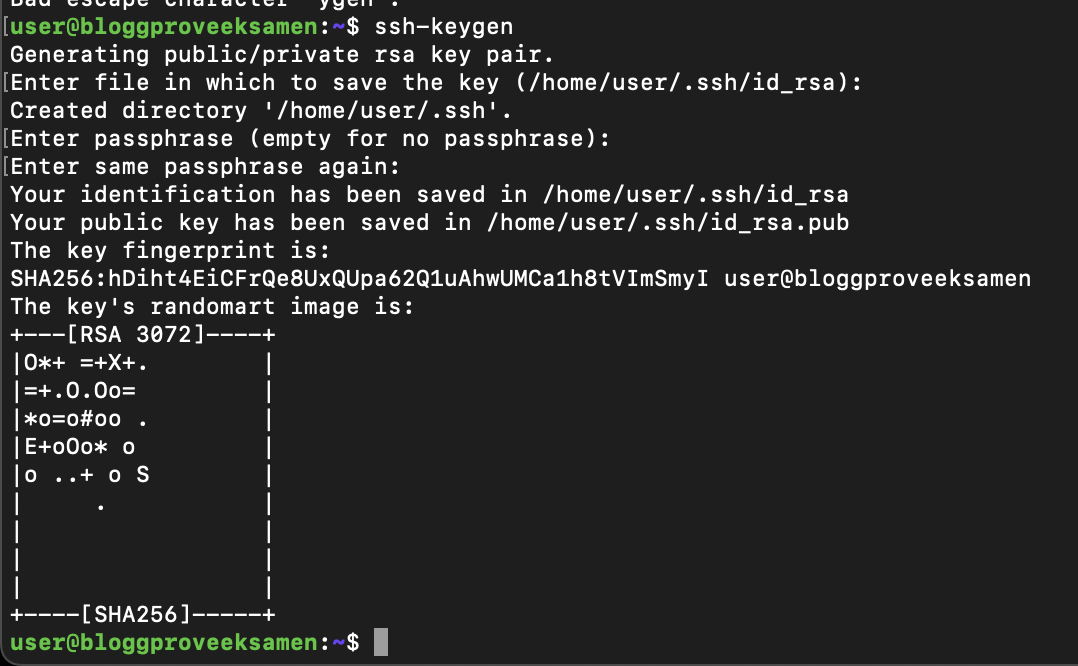 Bad escape character 'ygen'.
[user@bloggproveeksamen:~$ ssh-keygen
Generating public/private rsa key pair.
[Enter file in which to save the key (/home/user/.ssh/id_rsa):
Created directory '/home/user/.ssh'.
[Enter passphrase (empty for no passphrase):
[Enter same passphrase again:
Your identification has been saved in /home/user/.ssh/id_rsa
Your public key has been saved in /home/user/.ssh/id_rsa.pub
The key fingerprint is:
SHA256:hDiht4EiCFrQe8UxQUpa62Q1uAhwUMCa1h8tVImSmyI user@bloggproveeksamen
The key's randomart image is:
+---[RSA 3072]----+
|O*+ =+X+.        |
|=+.O.Oo=         |
|*o=o#oo .        |
|E+oOo* o         |
|o ..+ o S        |
|     .           |
|                 |
|                 |
|                 |
+----[SHA256]-----+
user@bloggproveeksamen:~$